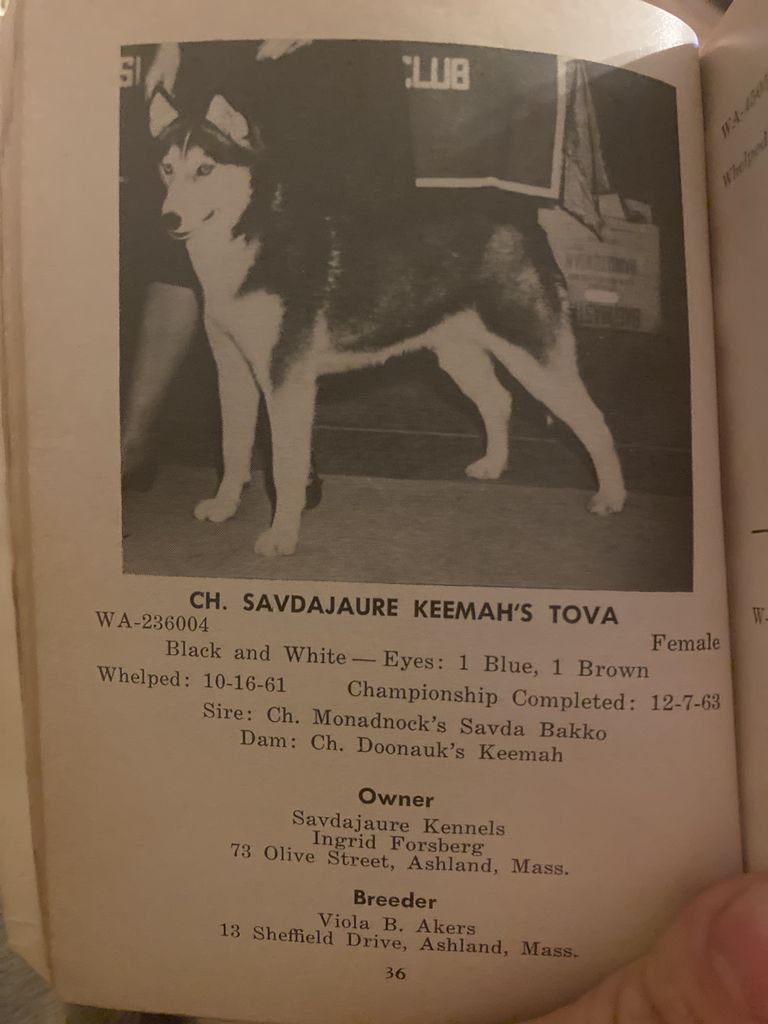 SI
CLUB
CH. SAVDAJAURE KEEMAH'S TOVA
WA-236004 Female
Black and White — Eyes: 1 Blue, 1 Brown
Whelped: 10-16-61 Championship Completed: 12-7-63
Sire: Ch. Monadnock's Savda Bakko
Dam: Ch. Doonauk's Keemah
Owner
Savdajaure Kennels
Ingrid Forsberg
73 Olive Street, Ashland, Mass.
Breeder
Viola B. Akers
13 Sheffield Drive, Ashland, Mass.
36
Whelped
W-